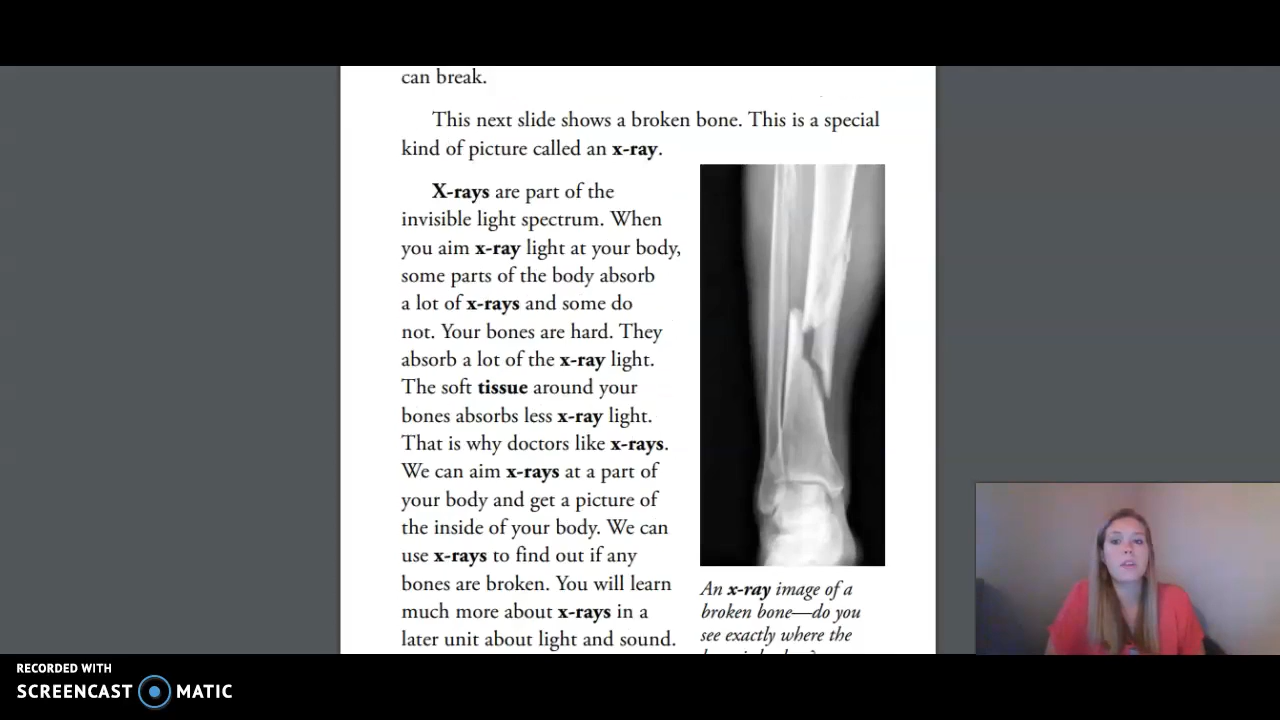 can break.
This next slide shows a broken bone. This is a special
kind of picture called an x-ray.
X-rays are part of the
invisible light spectrum. When
you aim x-ray light at your body,
some parts of the body absorb
a lot of x-rays and some do
not. Your bones are hard. They
absorb a lot of the x-ray light.
The soft tissue around your
bones absorbs less x-ray light.
That is why doctors like x-rays.
We can aim x-rays at a part of
your body and get a picture of
the inside of your body. We can
use x-rays to find out if any
bones are broken. You will learn
much more about x-rays in a
later unit about light and sound.
An x-ray image of a
broken bone—do you
see exactly where the
RECORDED WITH
SCREENCAST MATIC